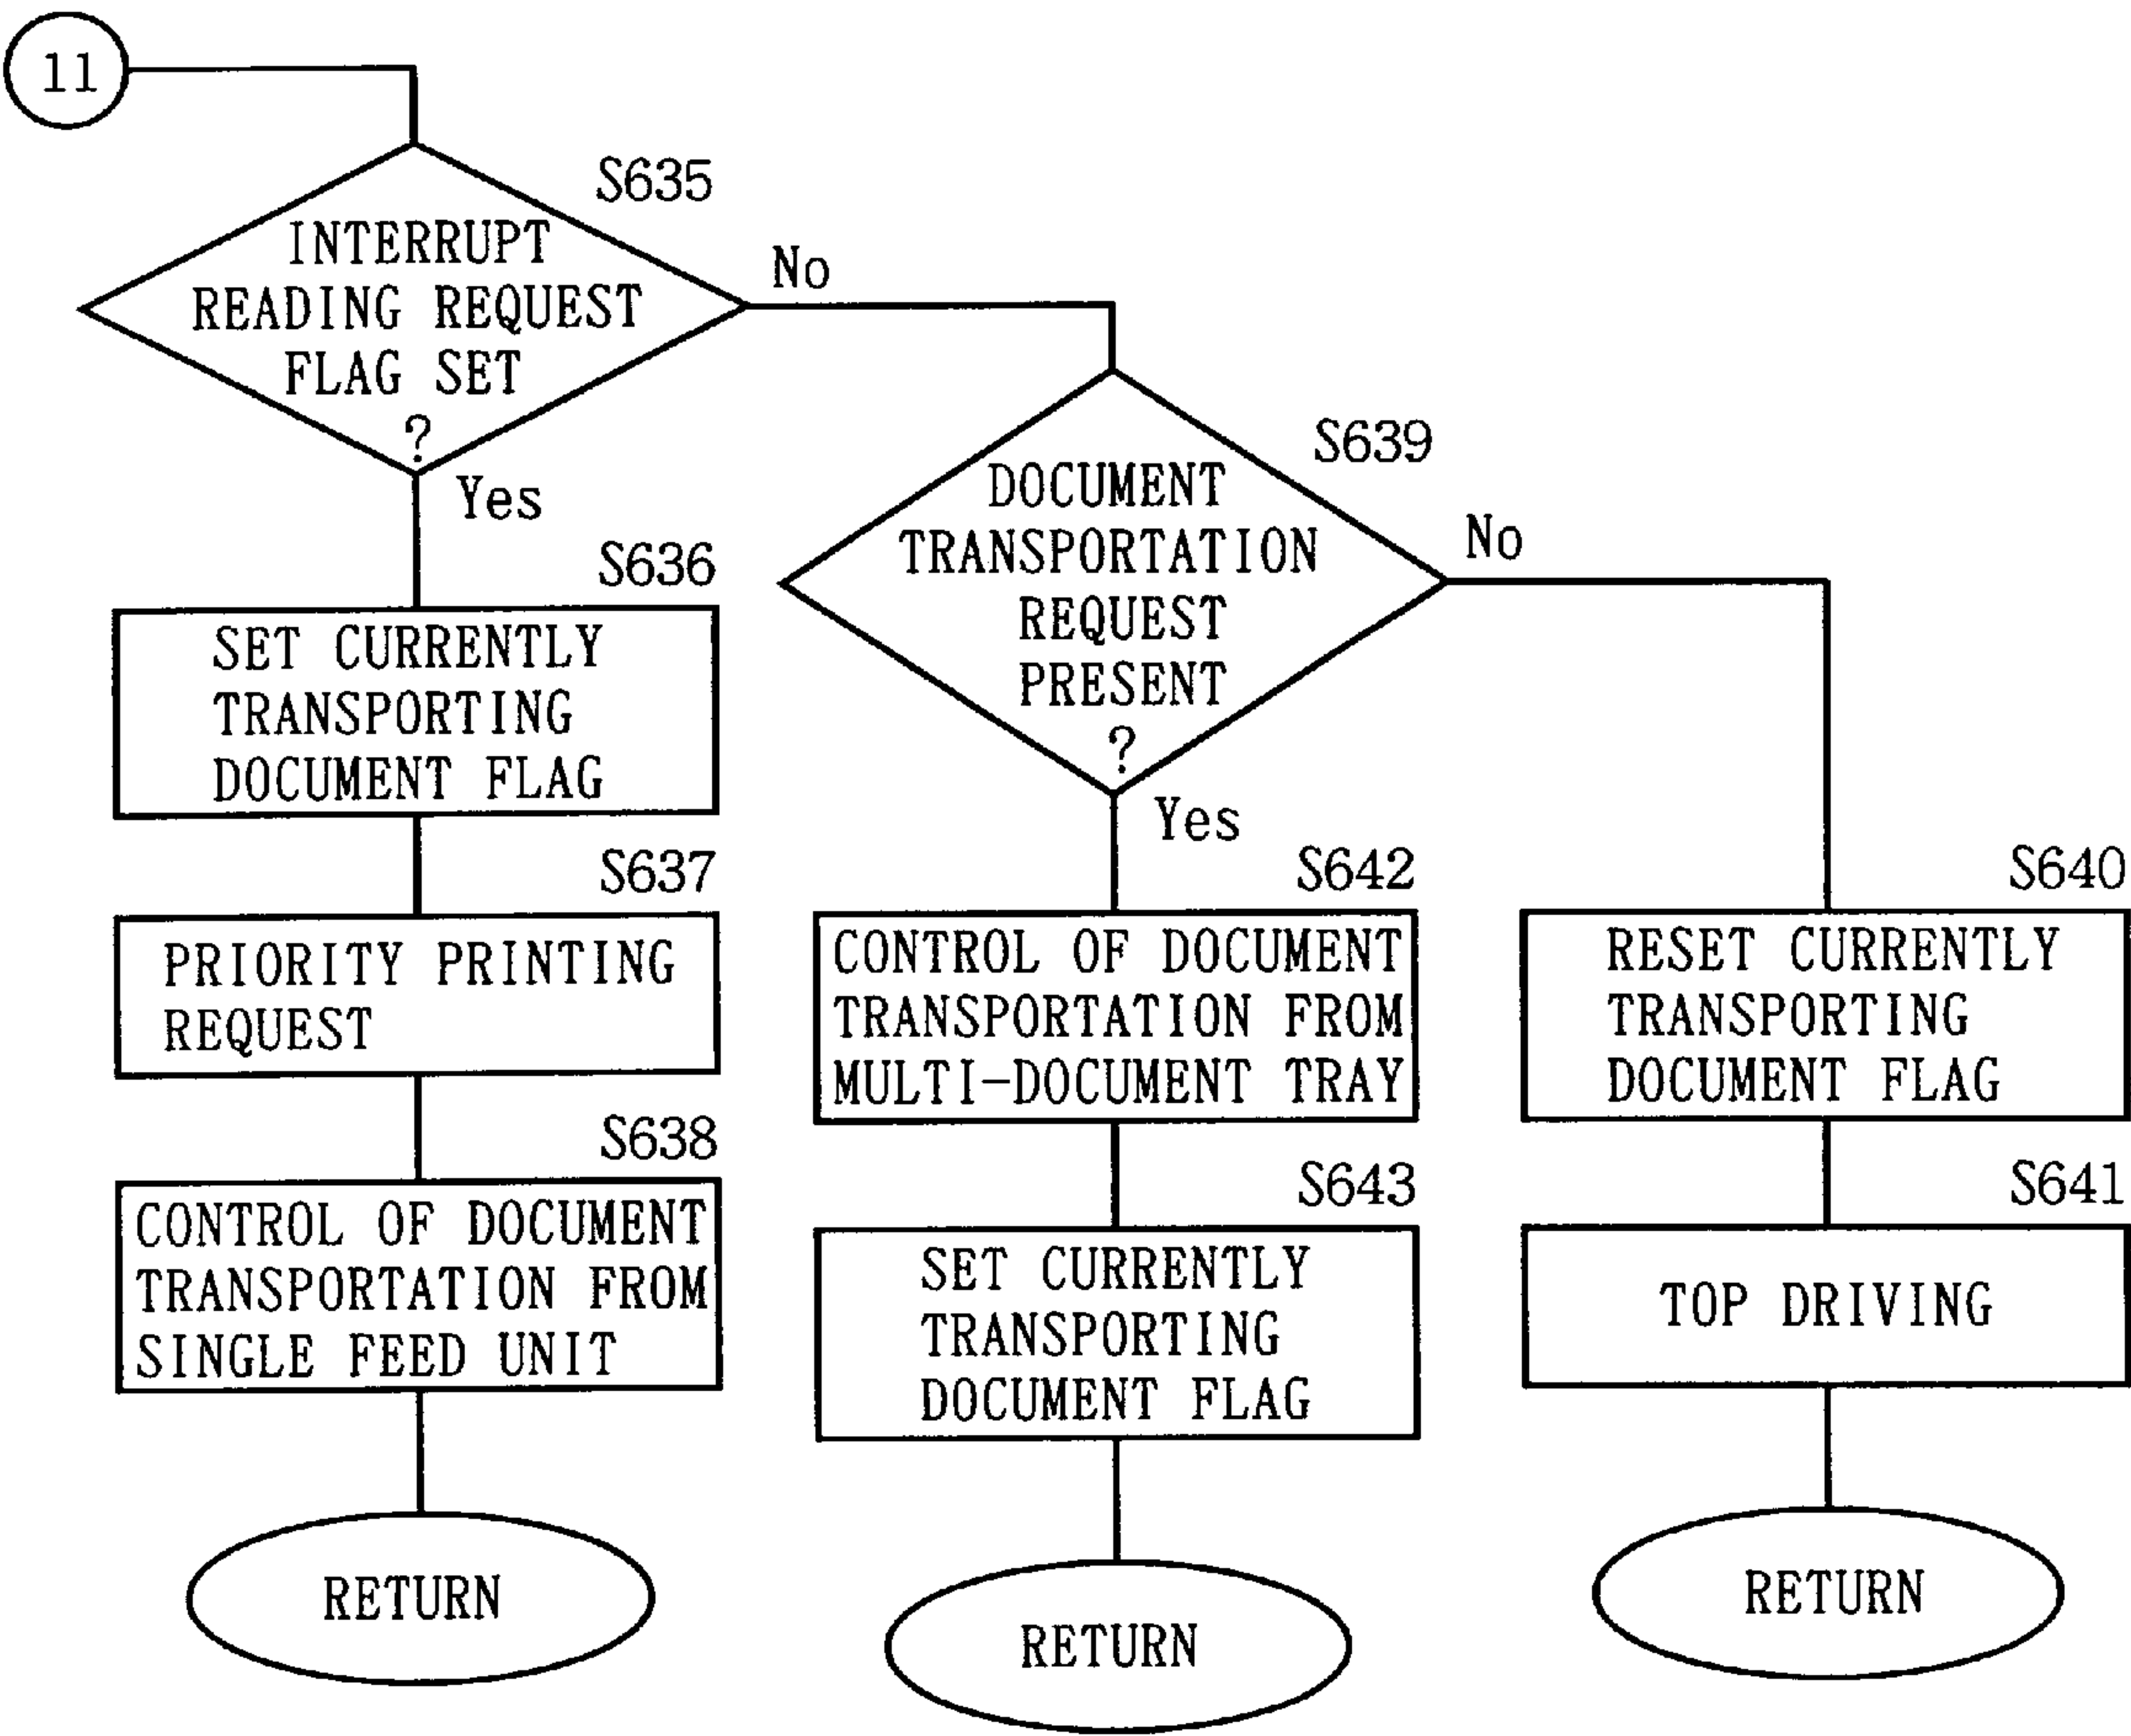 11
S635
INTERRUPT
READING REQUEST
FLAG SET
?
No
Yes
S636
SET CURRENTLY
TRANSPORTING
DOCUMENT FLAG
S637
PRIORITY PRINTING
REQUEST
S638
CONTROL OF DOCUMENT
TRANSPORTATION FROM
SINGLE FEED UNIT
RETURN
S639
DOCUMENT
TRANSPORTATION
REQUEST
PRESENT
?
No
Yes
S642
CONTROL OF DOCUMENT
TRANSPORTATION FROM
MULTI-DOCUMENT TRAY
S643
SET CURRENTLY
TRANSPORTING
DOCUMENT FLAG
RETURN
S640
RESET CURRENTLY
TRANSPORTING
DOCUMENT FLAG
S641
TOP DRIVING
RETURN